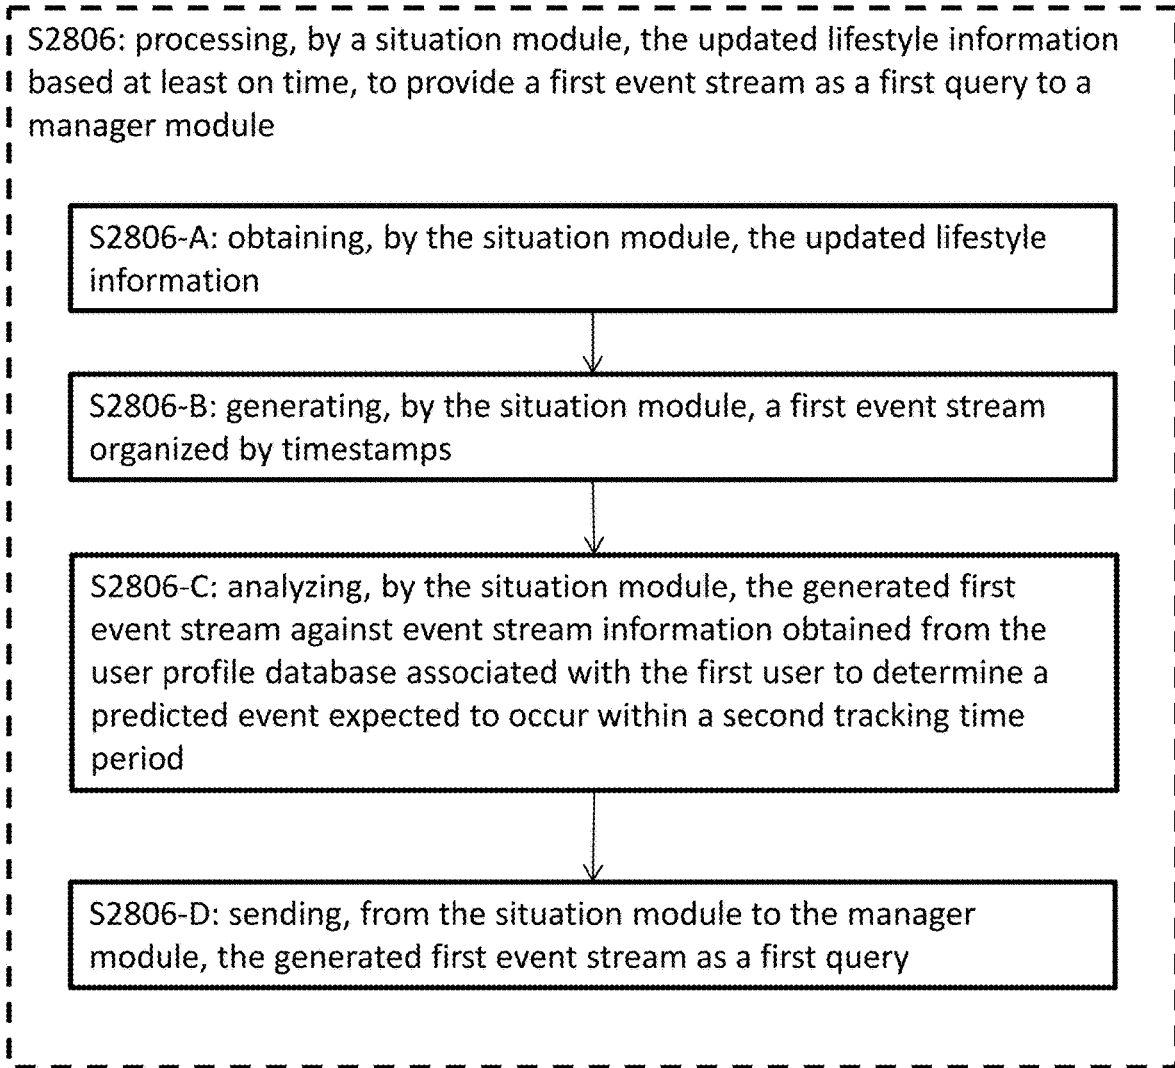 S2806: processing, by a situation module, the updated lifestyle information
based at least on time, to provide a first event stream as a first query to a
manager module
S2806-A: obtaining, by the situation module, the updated lifestyle
information
S2806-B: generating, by the situation module, a first event stream
organized by timestamps
S2806-C: analyzing, by the situation module, the generated first
event stream against event stream information obtained from the
user profile database associated with the first user to determine a
predicted event expected to occur within a second tracking time
period
S2806-D: sending, from the situation module to the manager
module, the generated first event stream as a first query